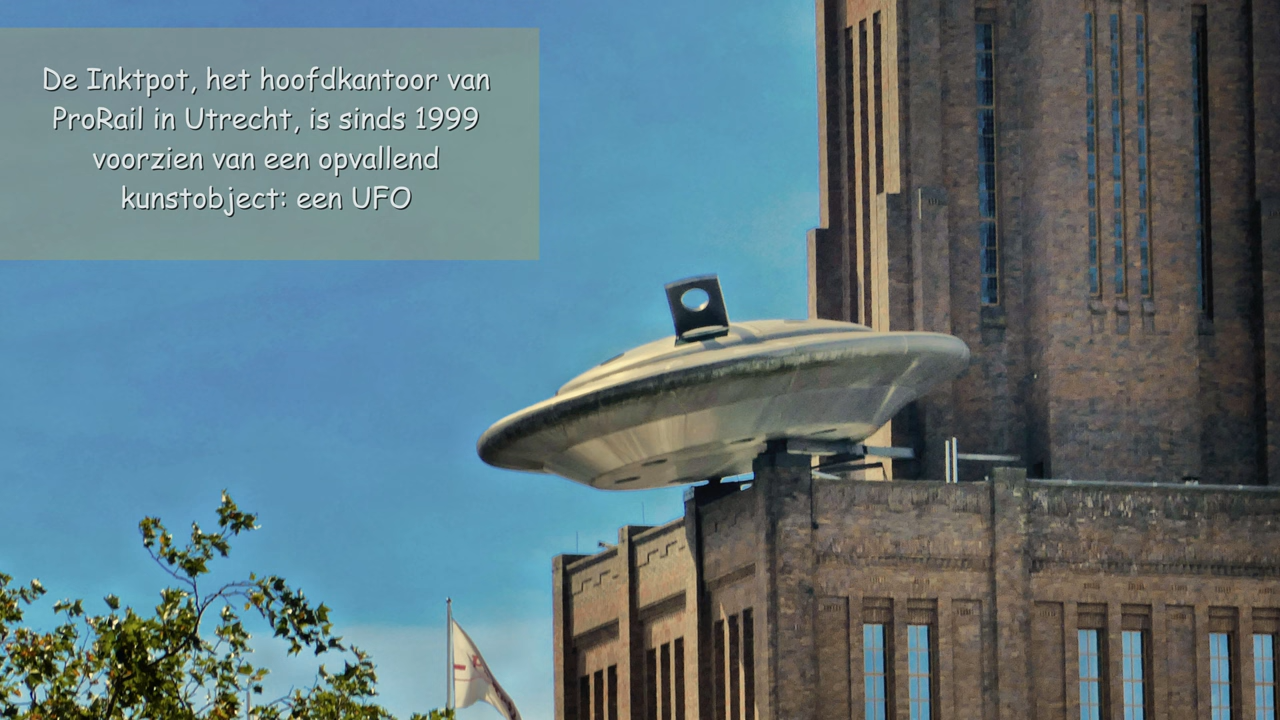 De Inktpot, het hoofdkantoor van
ProRail in Utrecht, is sinds 1999
voorzien van een opvallend
kunstobject: een UFO